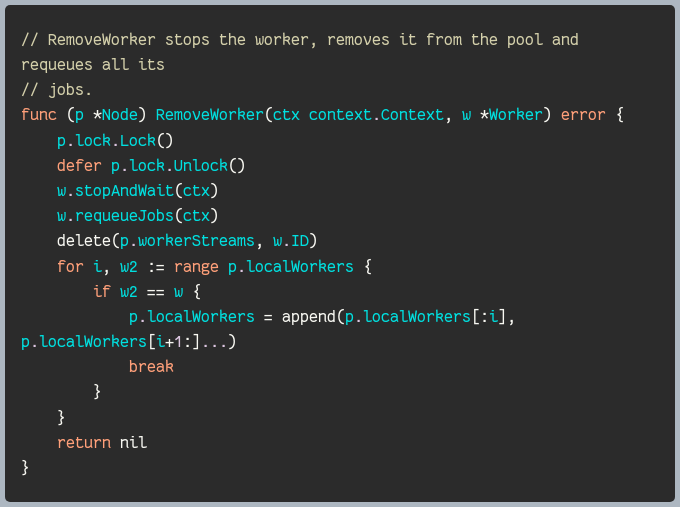 // RemoveWorker stops the worker, removes it from the pool and
requeues all its
// jobs.
func (p *Node) RemoveWorker(ctx context.Context, w *Worker) error {
    p.lock.Lock()
    defer p.lock.Unlock()
    w.stopAndWait(ctx)
    w.requeueJobs(ctx)
    delete(p.workerStreams, w.ID)
    for i, w2 := range p.localWorkers {
        if w2 == w {
            p.localWorkers = append(p.localWorkers[:i],
p.localWorkers[i+1:]...)
            break
        }
    }
    return nil
}